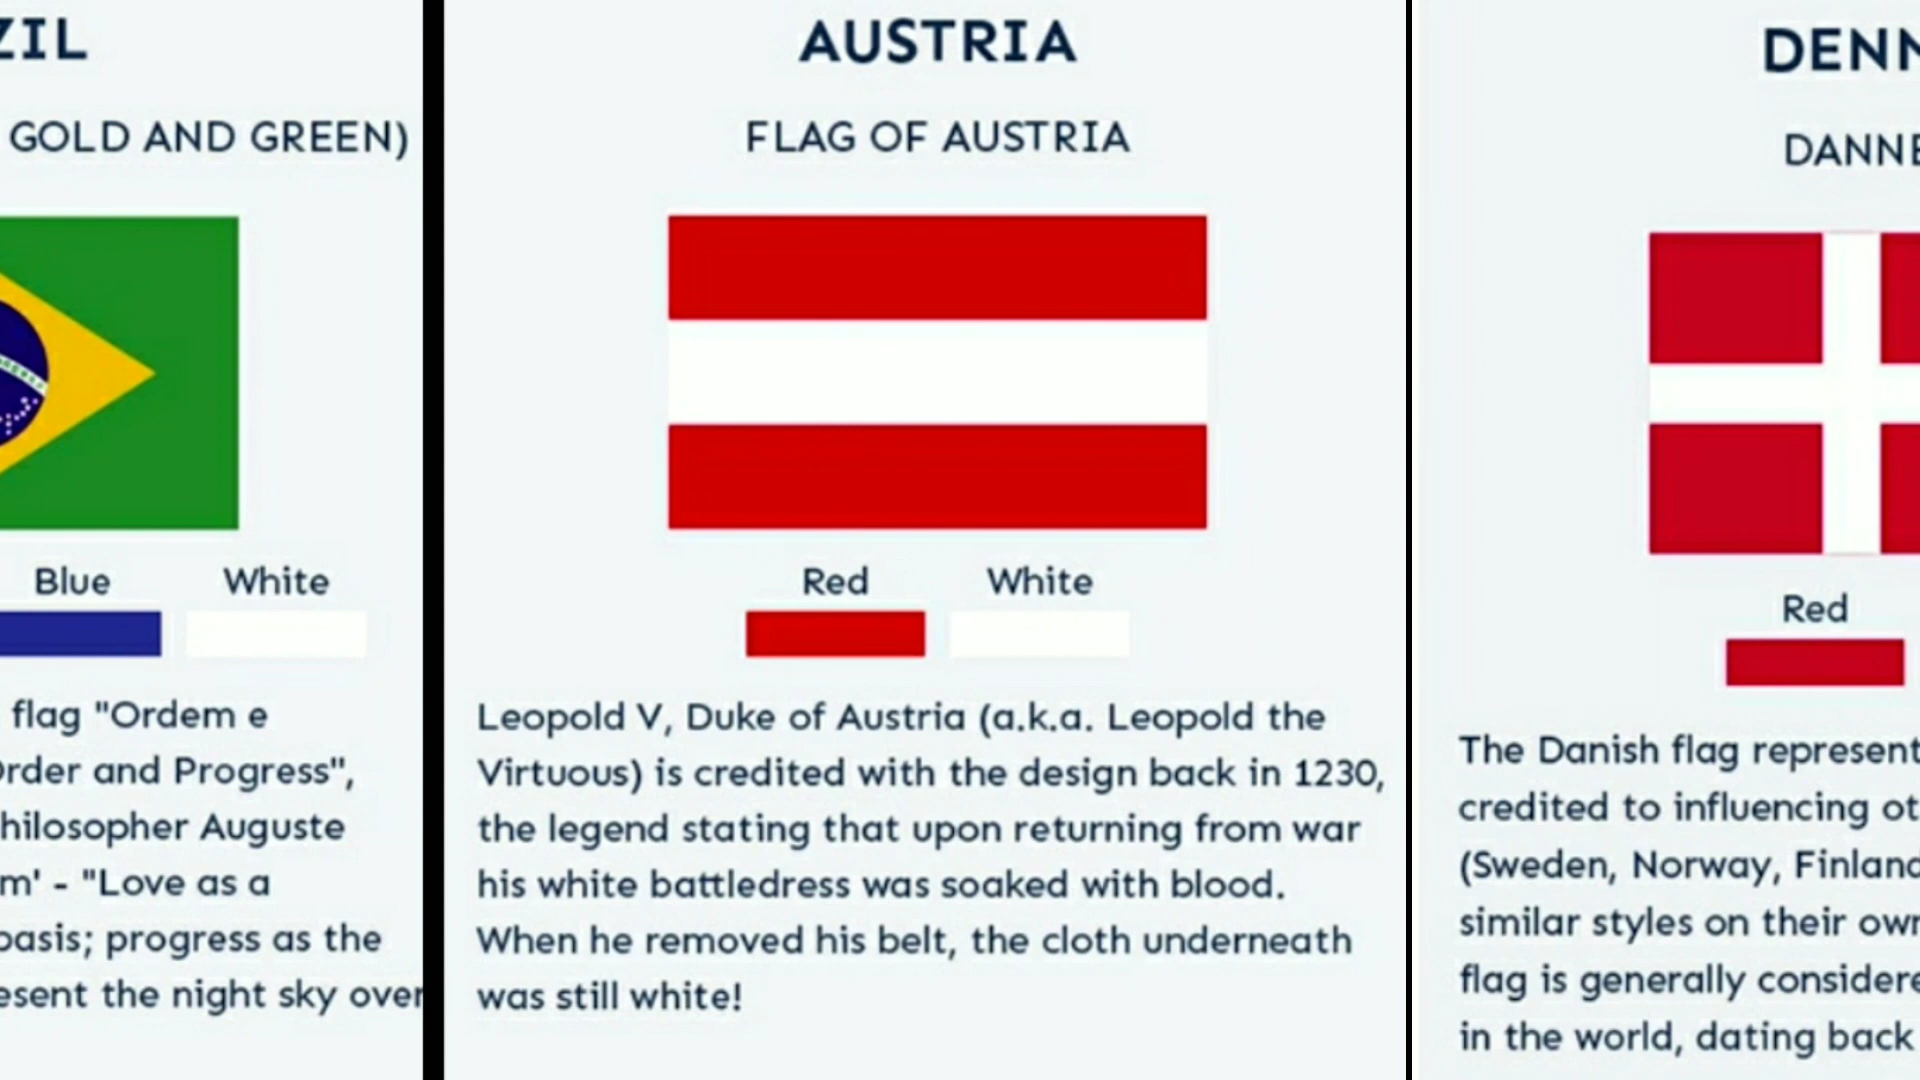 ZIL
GOLD AND GREEN)
Blue White
flag "Ordem e
Order and Progress",
hilosopher Auguste
m' - "Love as a
basis; progress as the
esent the night sky over
AUSTRIA
FLAG OF AUSTRIA
Red White
Leopold V, Duke of Austria (a.k.a. Leopold the
Virtuous) is credited with the design back in 1230,
the legend stating that upon returning from war
his white battledress was soaked with blood.
When he removed his belt, the cloth underneath
was still white!
DENN
DANNE
Red
The Danish flag represent
credited to influencing ot
(Sweden, Norway, Finland
similar styles on their own
flag is generally considere
in the world, dating back